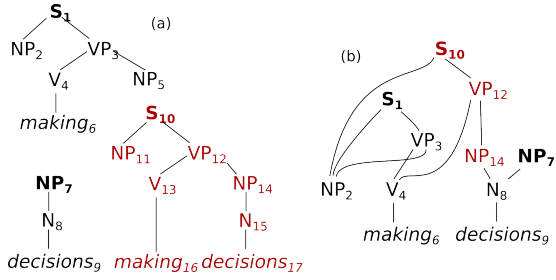 S₁ (a)
NP₂ VP₃
V₄ NP₅
making₆
S₁₀
NP₁₁ VP₁₂
NP₇ V₁₃ NP₁₄
N₈ N₁₅
decisions₉ making₁₆ decisions₁₇
(b) S₁₀
S₁ VP₁₂
VP₃
NP₁₄ NP₇
NP₂ V₄ N₈
making₆ decisions₉